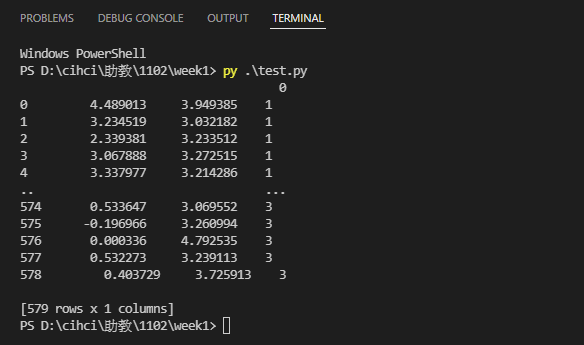 PROBLEMS DEBUG CONSOLE OUTPUT TERMINAL
Windows PowerShell
PS D:\cihci\助教\1102\week1> py .\test.py
0
0 4.489013 3.949385 1
1 3.234519 3.032182 1
2 2.339381 3.233512 1
3 3.067888 3.272515 1
4 3.337977 3.214286 1
.. ...
574 0.533647 3.069552 3
575 -0.196966 3.260994 3
576 0.000336 4.792535 3
577 0.532273 3.239113 3
578 0.403729 3.725913 3
[579 rows x 1 columns]
PS D:\cihci\助教\1102\week1>